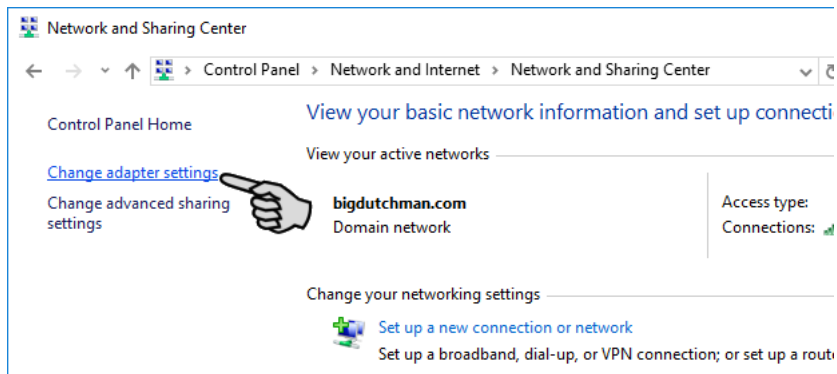 Network and Sharing Center
Control Panel > Network and Internet > Network and Sharing Center
Control Panel Home
View your basic network information and set up
View your active networks
Change adapter settings
Change advanced sharing
settings
bigdutchman.com
Domain network
Access type:
Connections:
Change your networking settings
Set up a new connection or network
Set up a broadband, dial-up, or VPN connection; or set up a